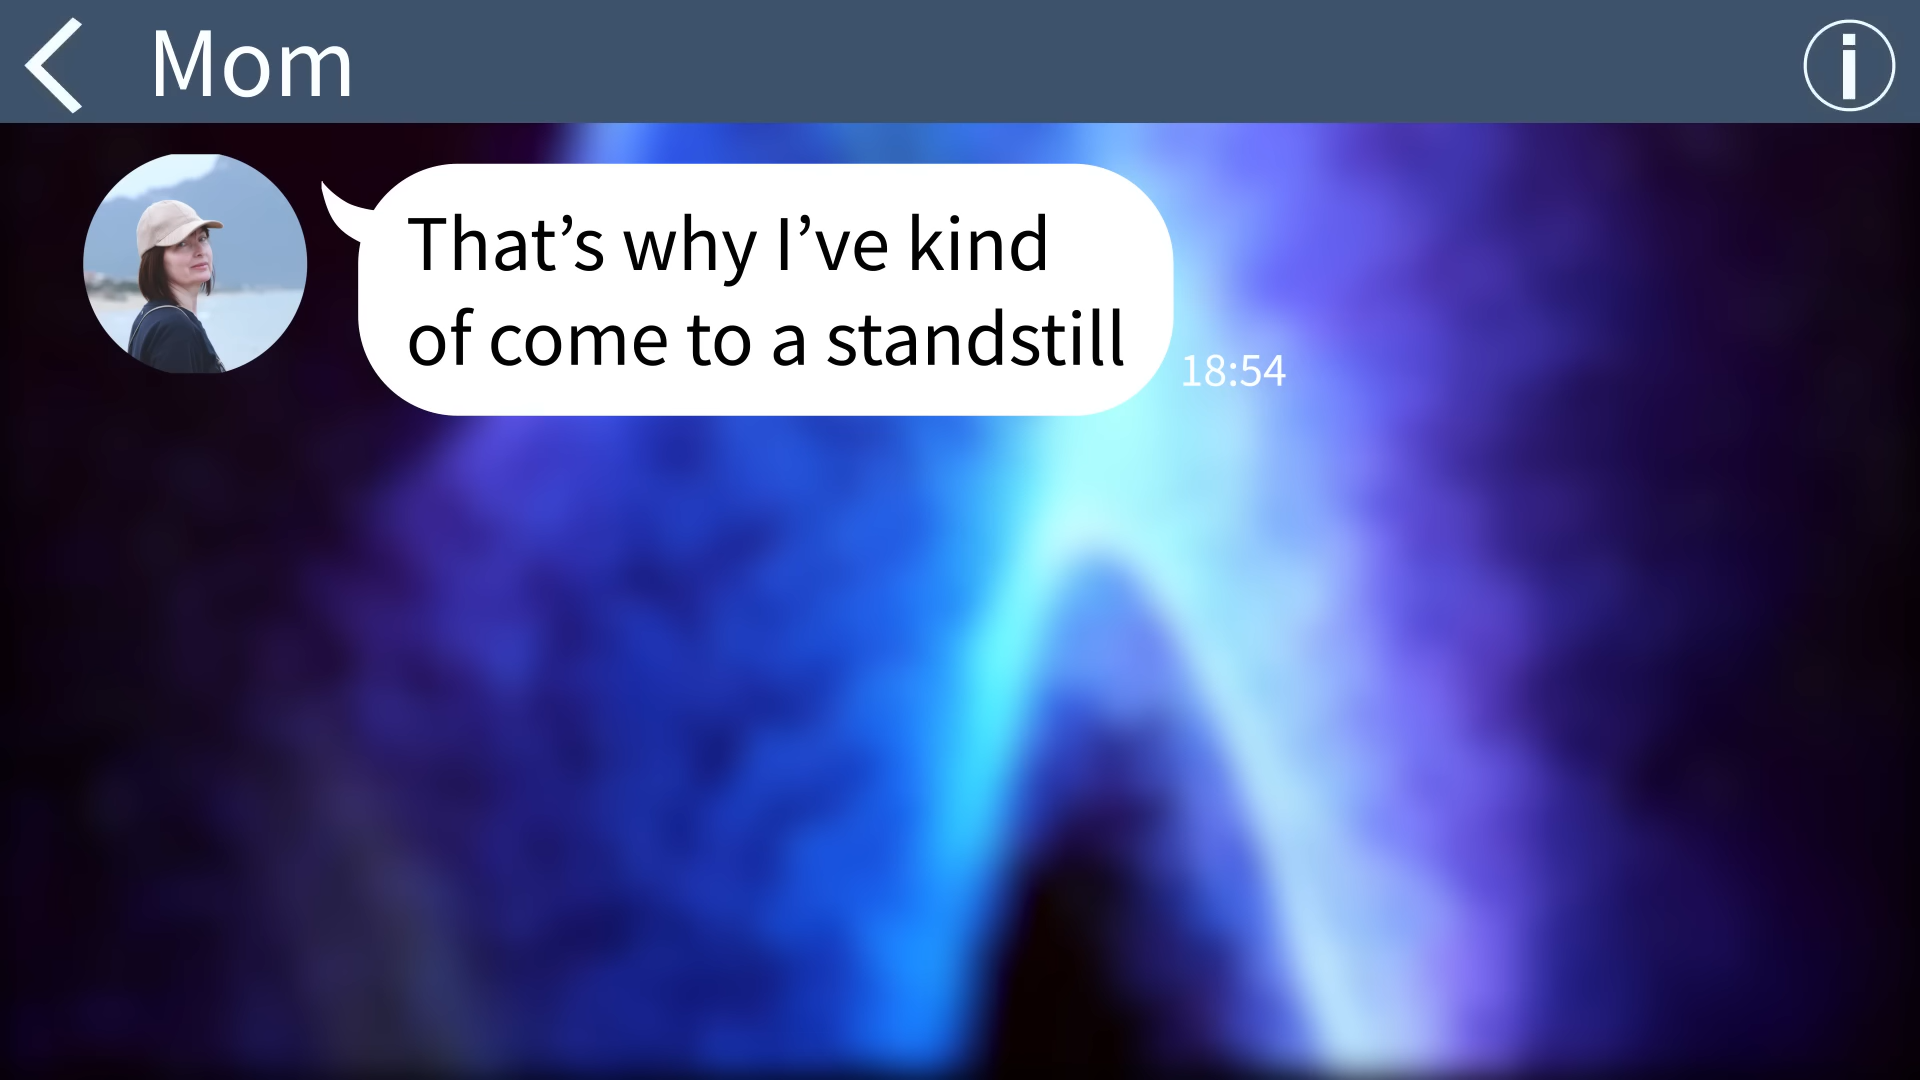 Mom
That’s why I’ve kind
of come to a standstill
18:54